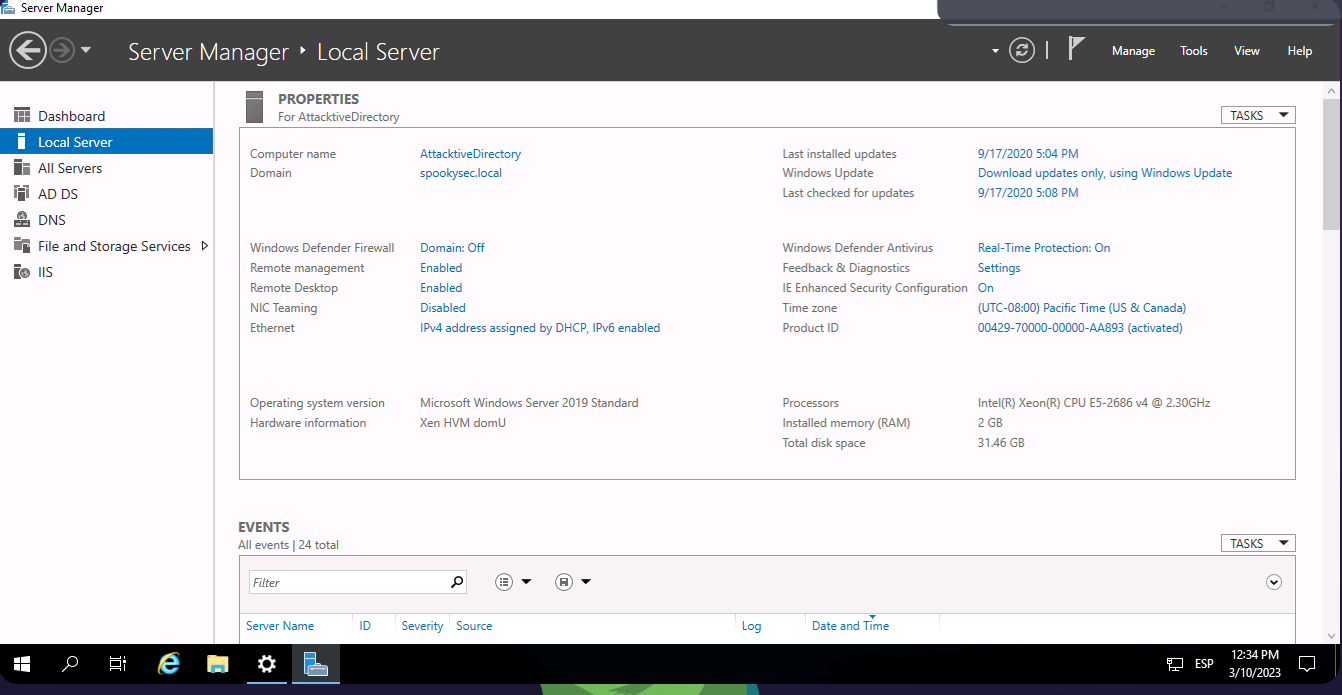 Server Manager
Server Manager ‣ Local Server
Manage Tools View Help
Dashboard
Local Server
All Servers
AD DS
DNS
File and Storage Services
IIS
PROPERTIES
For AttacktiveDirectory
TASKS
Computer name AttacktiveDirectory
Domain spookysec.local
Last installed updates 9/17/2020 5:04 PM
Windows Update Download updates only, using Windows Update
Last checked for updates 9/17/2020 5:08 PM
Windows Defender Firewall Domain: Off
Remote management Enabled
Remote Desktop Enabled
NIC Teaming Disabled
Ethernet IPv4 address assigned by DHCP, IPv6 enabled
Windows Defender Antivirus Real-Time Protection: On
Feedback & Diagnostics Settings
IE Enhanced Security Configuration On
Time zone (UTC-08:00) Pacific Time (US & Canada)
Product ID 00429-70000-00000-AA893 (activated)
Operating system version Microsoft Windows Server 2019 Standard
Hardware information Xen HVM domU
Processors Intel(R) Xeon(R) CPU E5-2686 v4 @ 2.30GHz
Installed memory (RAM) 2 GB
Total disk space 31.46 GB
EVENTS
All events | 24 total
TASKS
Filter
Server Name ID Severity Source Log Date and Time
ESP
12:34 PM
3/10/2023